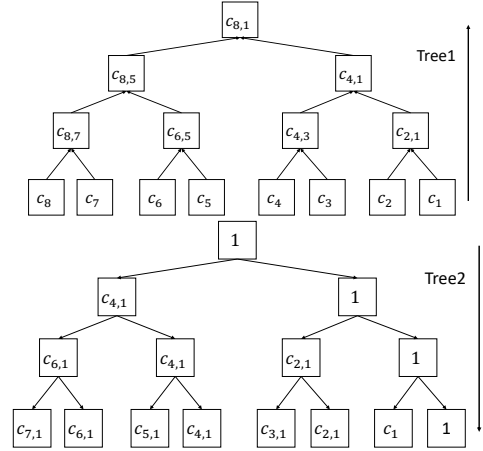 c8,1
Tree1
c8,5 c4,1
c8,7 c6,5 c4,3 c2,1
c8 c7 c6 c5 c4 c3 c2 c1
1
Tree2
c4,1 1
c6,1 c4,1 c2,1 1
c7,1 c6,1 c5,1 c4,1 c3,1 c2,1 c1 1